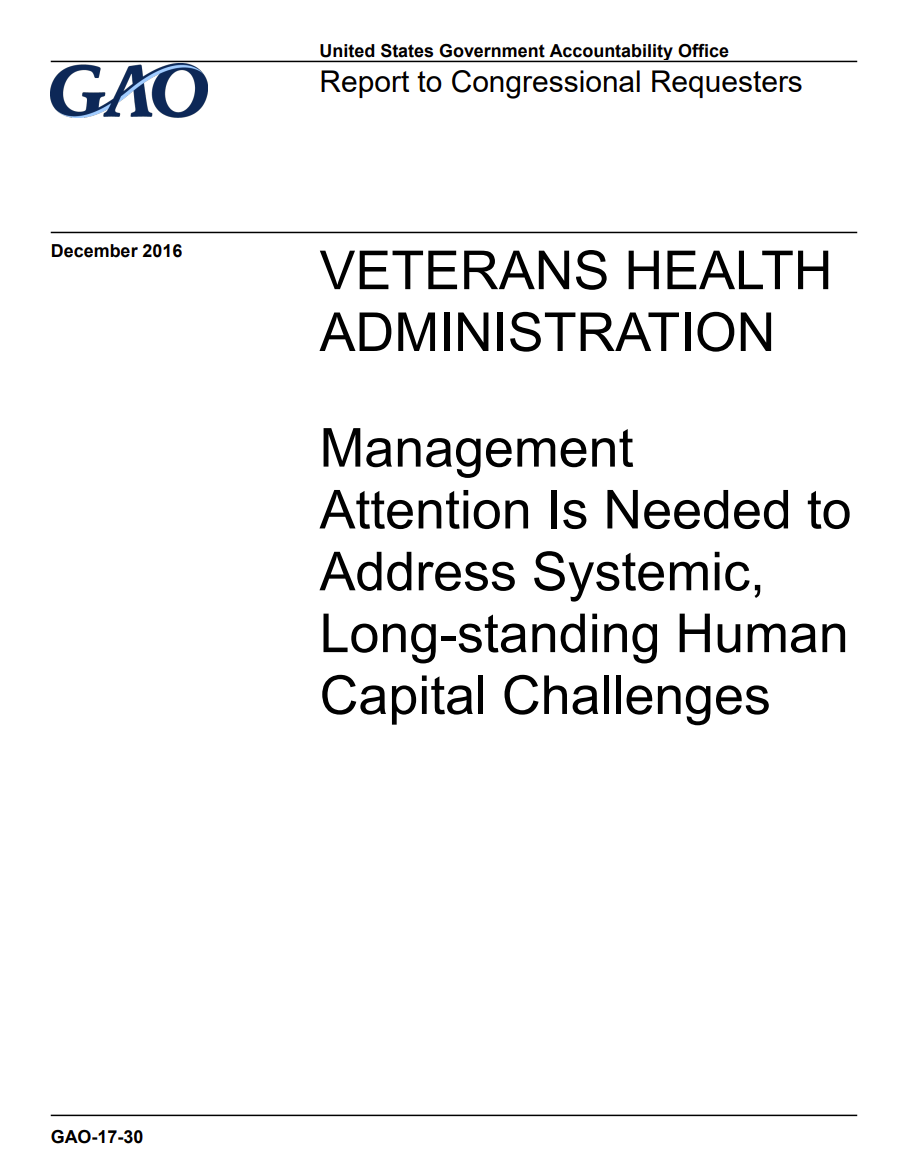 United States Government Accountability Office
GAO
Report to Congressional Requesters
December 2016
VETERANS HEALTH
ADMINISTRATION
Management
Attention Is Needed to
Address Systemic,
Long-standing Human
Capital Challenges
GAO-17-30